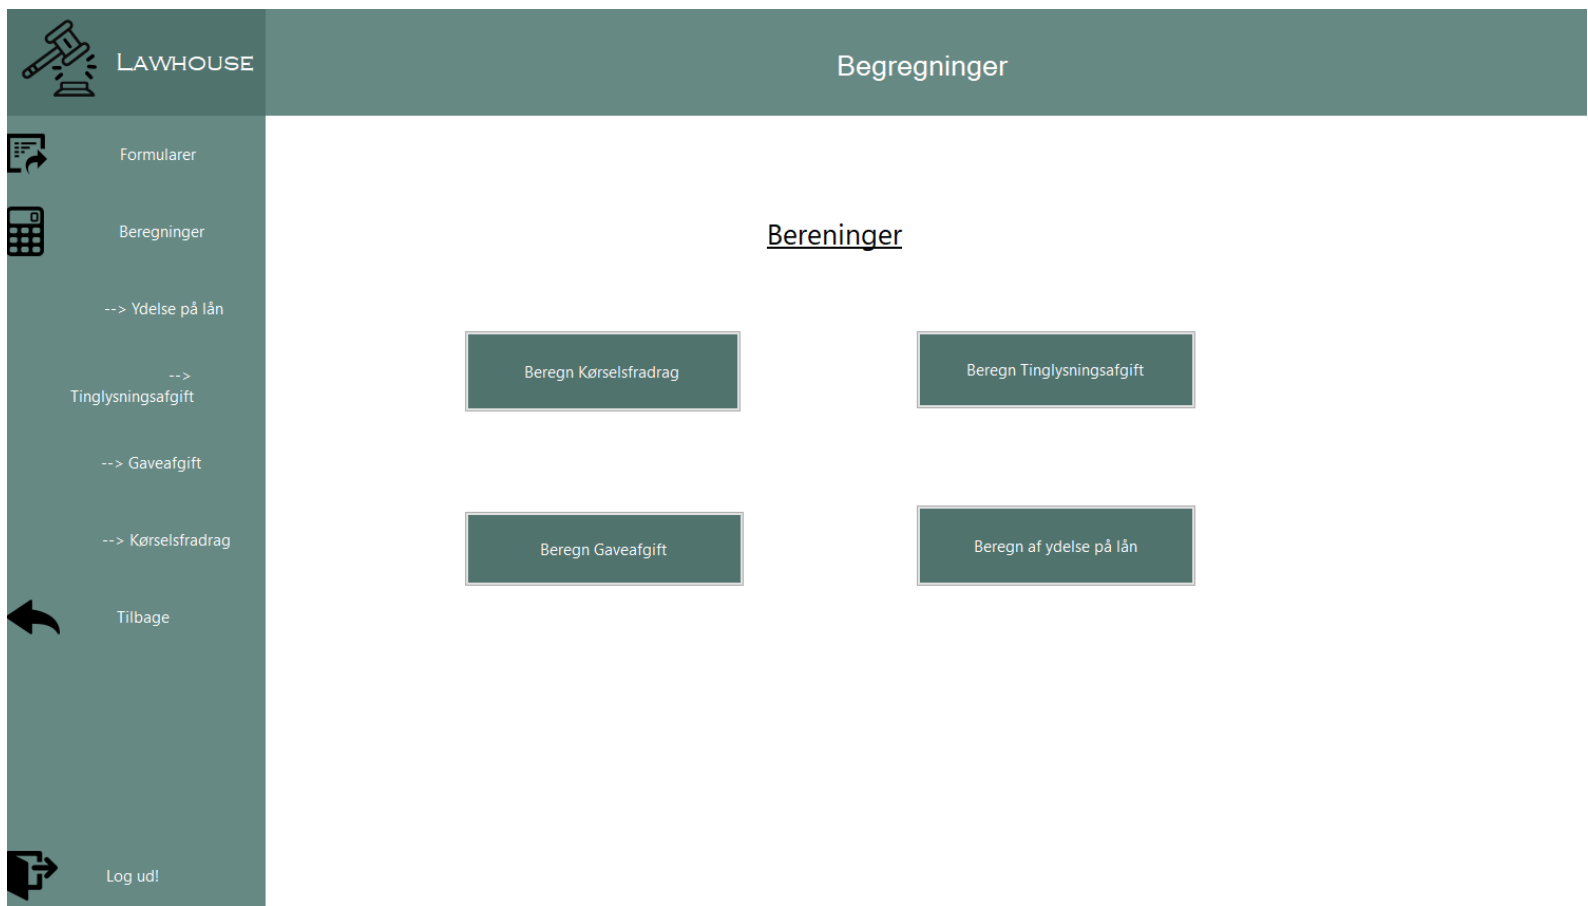 Lawhouse
Begregninger
Formularer
Beregninger
--> Ydelse på lån
-->
Tinglysningsafgift
--> Gaveafgift
--> Kørselsfradrag
Tilbage
Log ud!
Bereninger
Beregn Kørselsfradrag
Beregn Tinglysningsafgift
Beregn Gaveafgift
Beregn af ydelse på lån